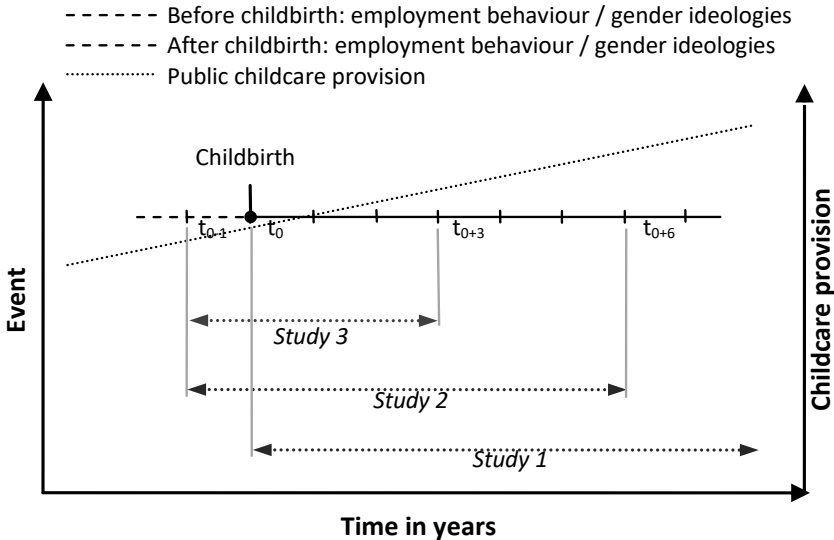 Before childbirth: employment behaviour / gender ideologies
After childbirth: employment behaviour / gender ideologies
Public childcare provision
Childbirth
t0-1
t0
t0+3
t0+6
Study 3
Study 2
Study 1
Event
Childcare provision
Time in years